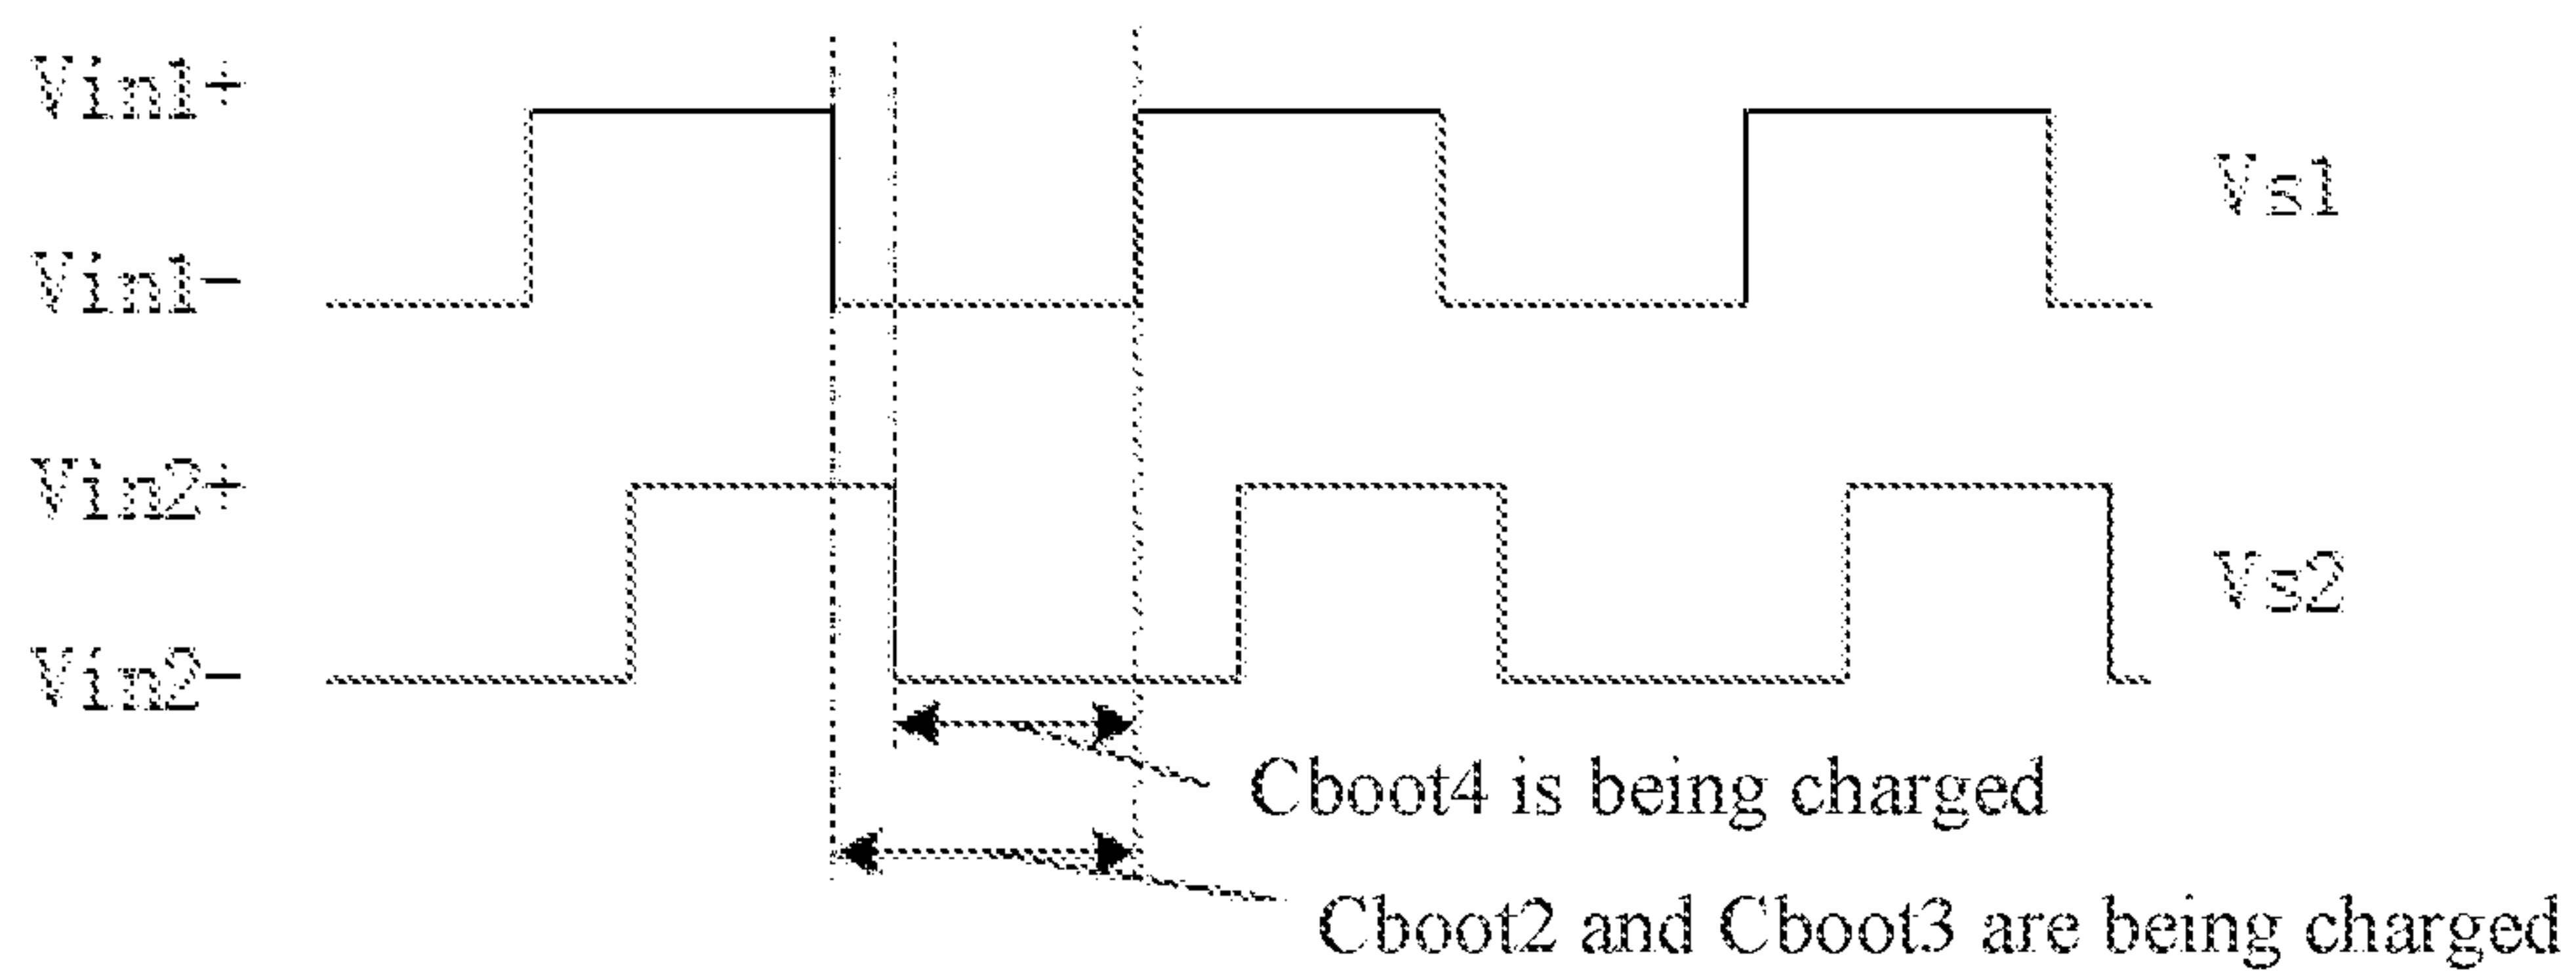 Vin1+
Vs1
Vin1-
Vin2+
Vs2
Vin2-
Cboot4 is being charged
Cboot2 and Cboot3 are being charged